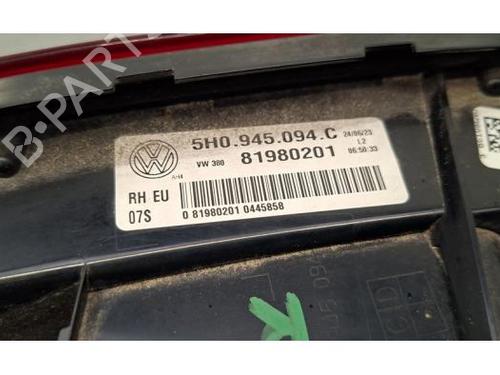 5H0.945.094.C
24/06/23
VW 380
81980201
L2
06:50:33
RH EU
07S
0 81980201 0445858
B-PARTS